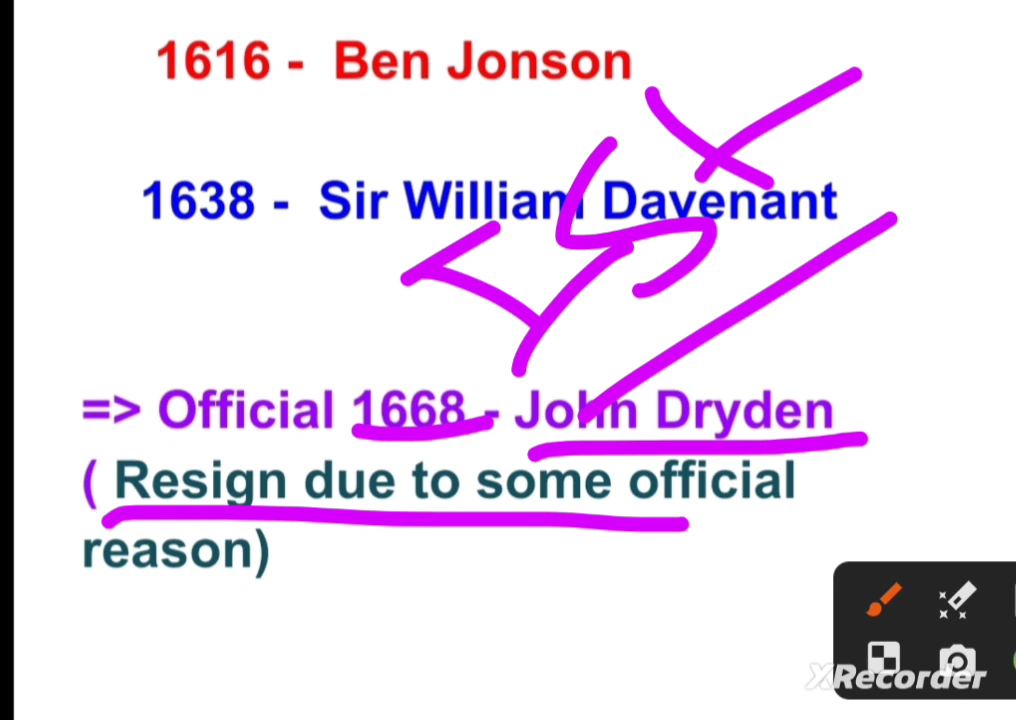 1616 - Ben Jonson
1638 - Sir William Davenant
=> Official 1668 - John Dryden
( Resign due to some official
reason)
XRecorder